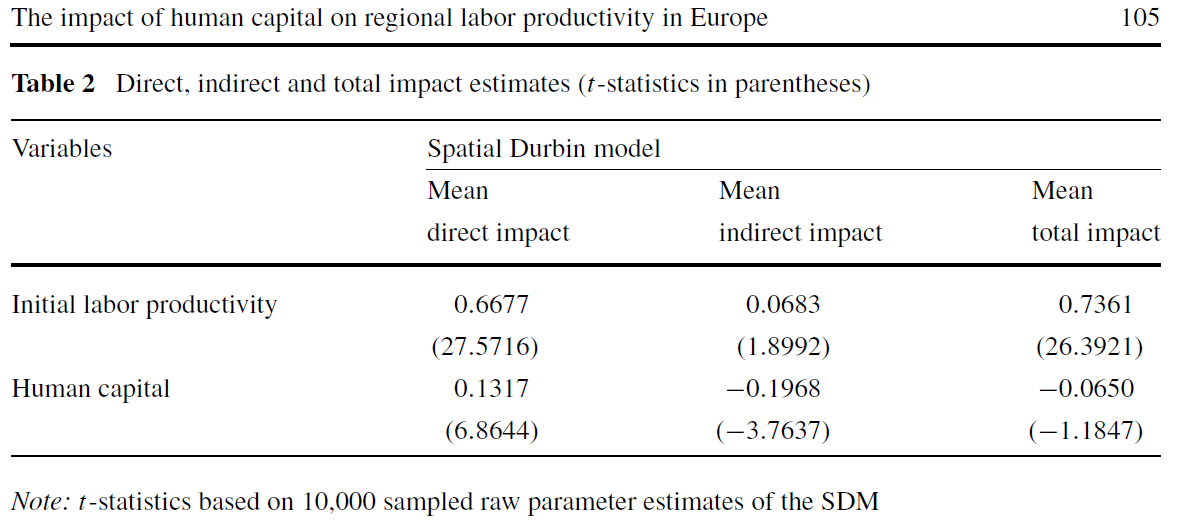 The impact of human capital on regional labor productivity in Europe 105
Table 2 Direct, indirect and total impact estimates (t-statistics in parentheses)
Variables Spatial Durbin model
Mean Mean Mean
direct impact indirect impact total impact
Initial labor productivity 0.6677 0.0683 0.7361
(27.5716) (1.8992) (26.3921)
Human capital 0.1317 −0.1968 −0.0650
(6.8644) (−3.7637) (−1.1847)
Note: t-statistics based on 10,000 sampled raw parameter estimates of the SDM